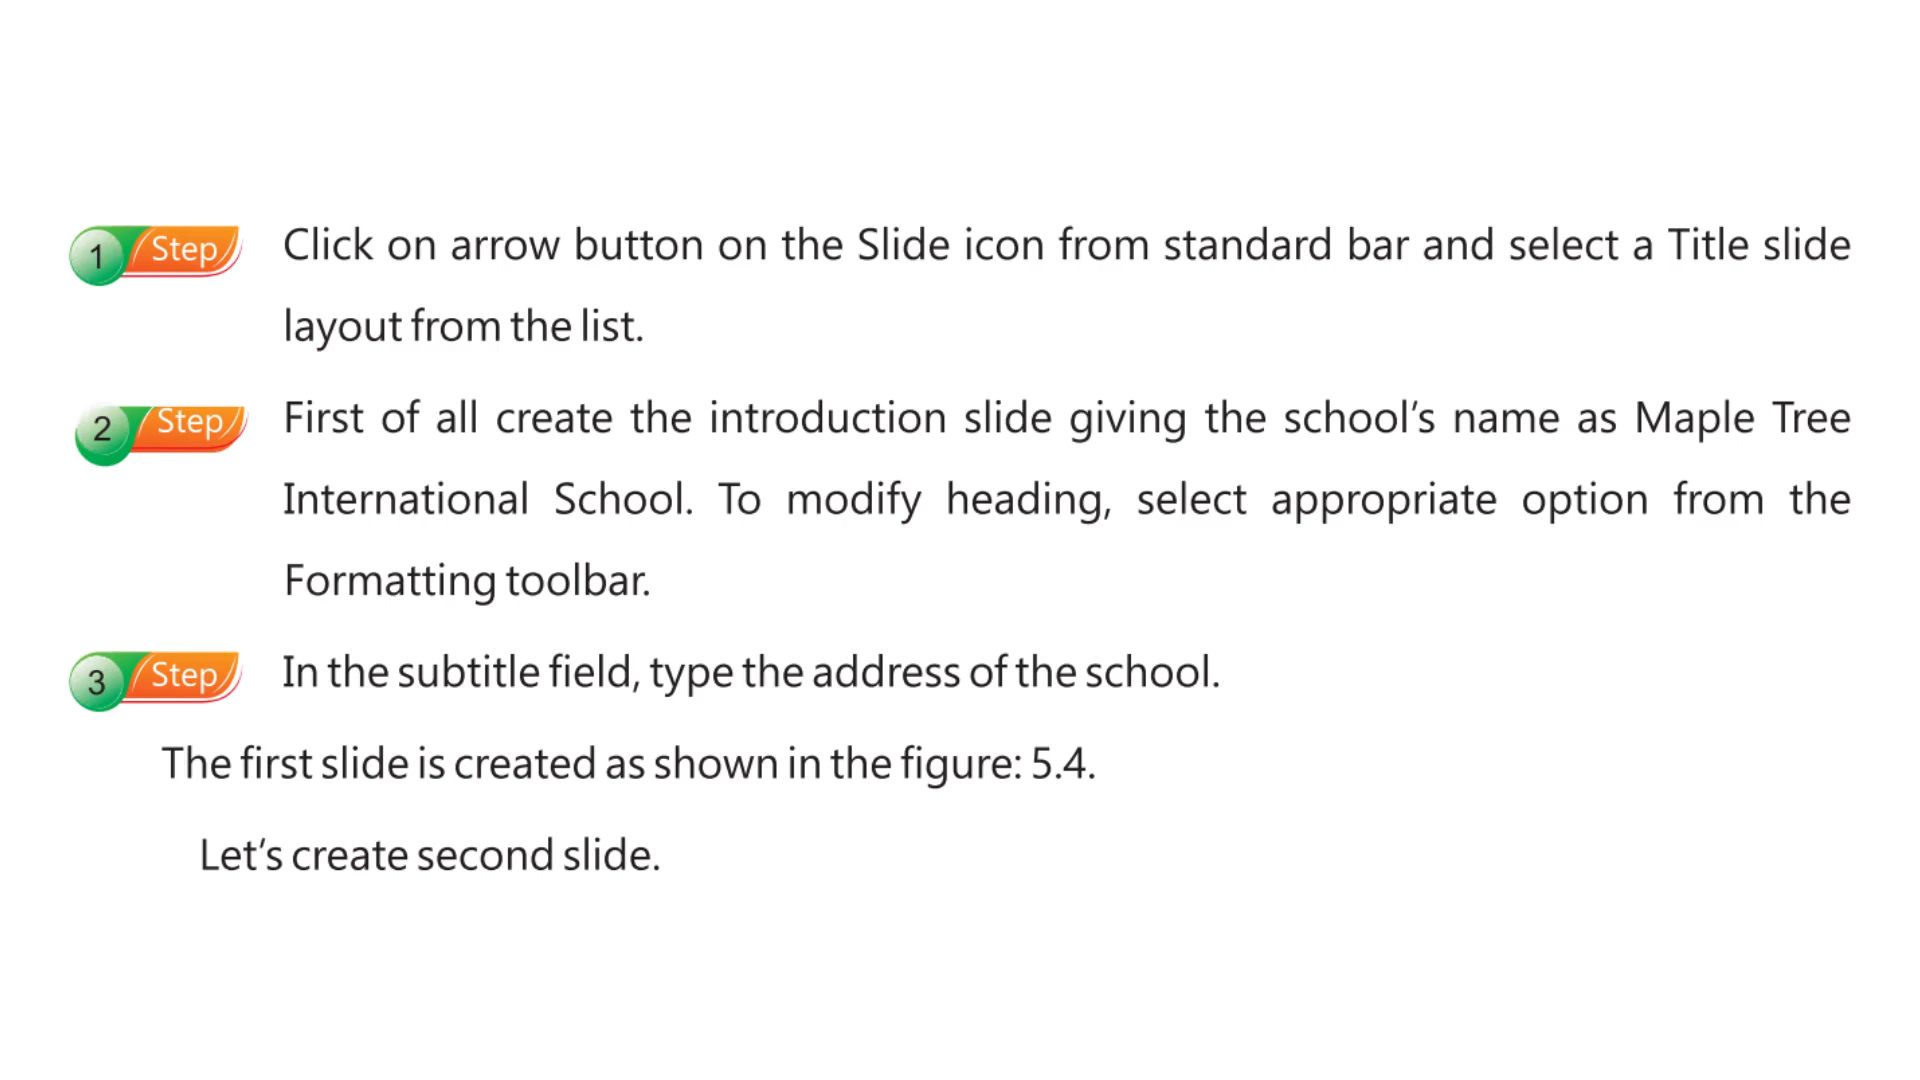 1 Step Click on arrow button on the Slide icon from standard bar and select a Title slide
layout from the list.
2 Step First of all create the introduction slide giving the school’s name as Maple Tree
International School. To modify heading, select appropriate option from the
Formatting toolbar.
3 Step In the subtitle field, type the address of the school.
The first slide is created as shown in the figure: 5.4.
Let’s create second slide.